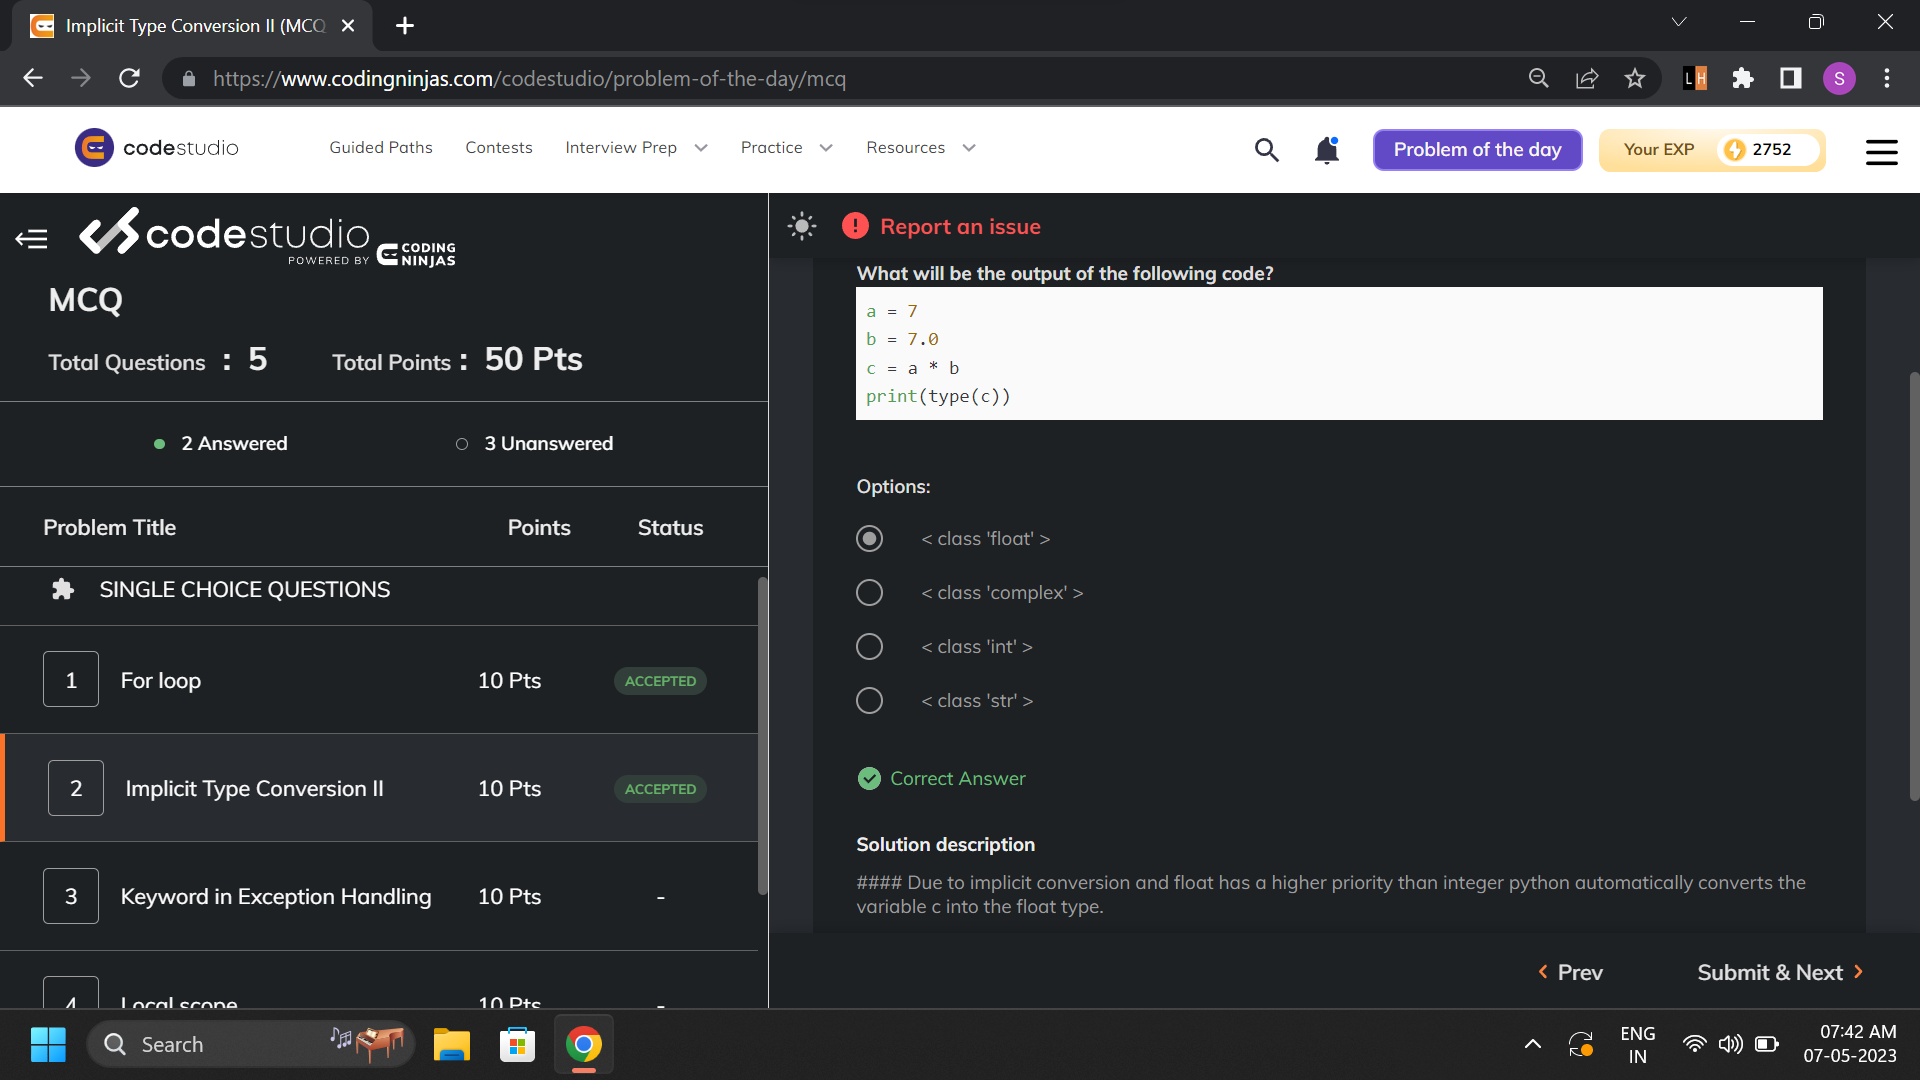 Implicit Type Conversion II (MCQ
https://www.codingninjas.com/codestudio/problem-of-the-day/mcq
LH
S
codestudio
Guided Paths
Contests
Interview Prep
Practice
Resources
Problem of the day
Your EXP
2752
codestudio
POWERED BY
CODING
NINJAS
MCQ
Total Questions : 5
Total Points : 50 Pts
2 Answered
3 Unanswered
Problem Title
Points
Status
SINGLE CHOICE QUESTIONS
1
For loop
10 Pts
ACCEPTED
2
Implicit Type Conversion II
10 Pts
ACCEPTED
3
Keyword in Exception Handling
10 Pts
-
4
Local scope
10 Pts
-
Report an issue
What will be the output of the following code?
a = 7
b = 7.0
c = a * b
print(type(c))
Options:
< class 'float' >
< class 'complex' >
< class 'int' >
< class 'str' >
Correct Answer
Solution description
#### Due to implicit conversion and float has a higher priority than integer python automatically converts the
variable c into the float type.
Prev
Submit & Next
Search
ENG
IN
07:42 AM
07-05-2023